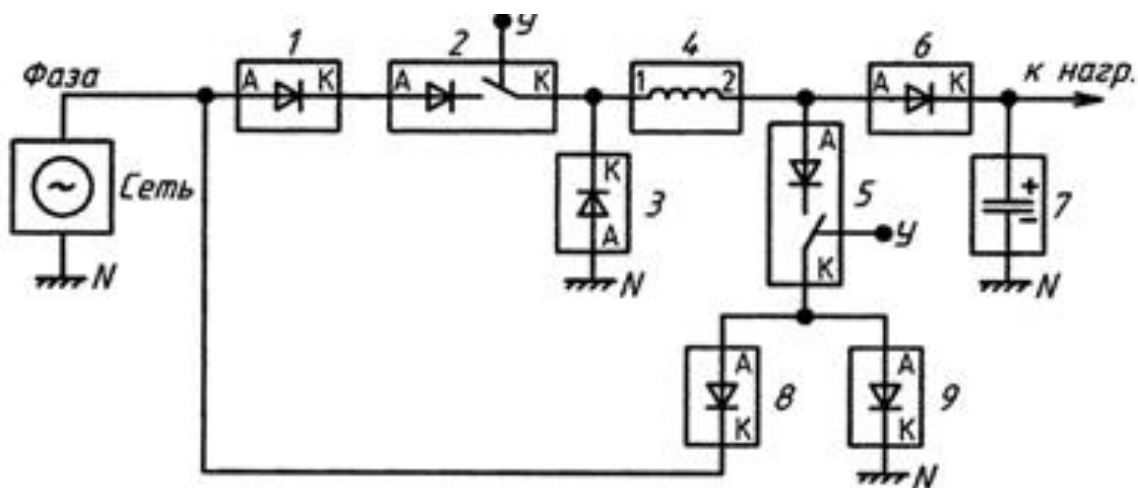 1 2 У 4 6
Фаза А К А К 1 2 А К к нагр.
Сеть К А 3 А К 5 У + - 7
N N N
А К 8 А К 9
N